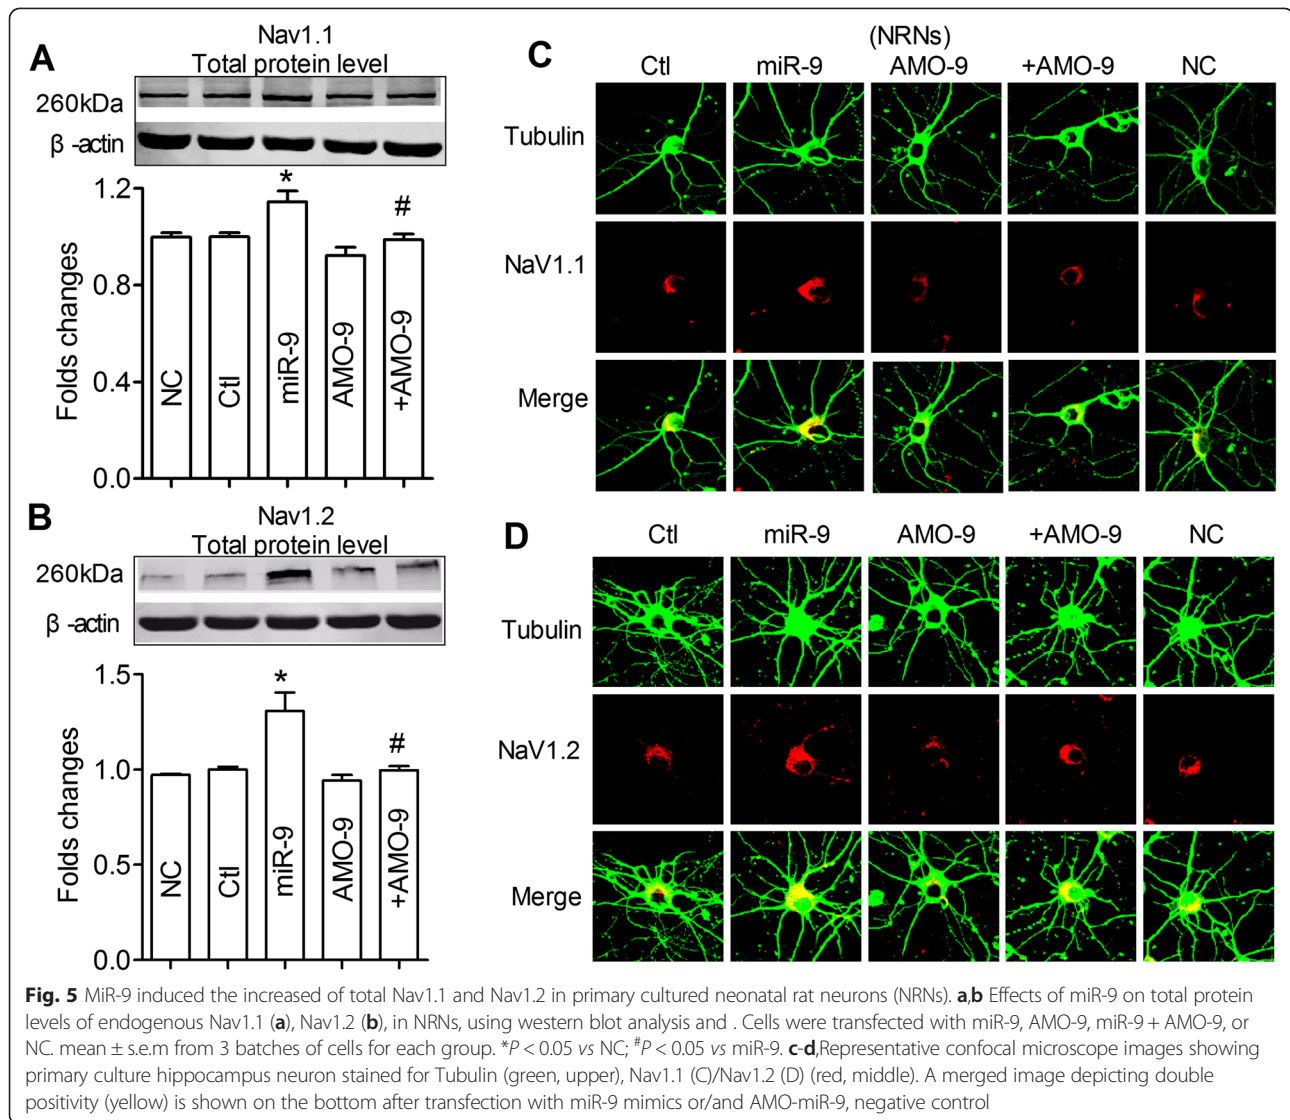 A
Nav1.1
Total protein level
260kDa
β -actin
*
#
Folds changes
1.2
0.8
0.4
0.0
NC
Ctl
miR-9
AMO-9
+AMO-9
B
Nav1.2
Total protein level
260kDa
β -actin
*
#
Folds changes
1.5
1.0
0.5
0.0
NC
Ctl
miR-9
AMO-9
+AMO-9
C
(NRNs)
Ctl miR-9 AMO-9 +AMO-9 NC
Tubulin
NaV1.1
Merge
D
Ctl miR-9 AMO-9 +AMO-9 NC
Tubulin
NaV1.2
Merge
Fig. 5 MiR-9 induced the increased of total Nav1.1 and Nav1.2 in primary cultured neonatal rat neurons (NRNs). a,b Effects of miR-9 on total protein
levels of endogenous Nav1.1 (a), Nav1.2 (b), in NRNs, using western blot analysis and . Cells were transfected with miR-9, AMO-9, miR-9 + AMO-9, or
NC. mean ± s.e.m from 3 batches of cells for each group. *P < 0.05 vs NC; #P < 0.05 vs miR-9. c-d,Representative confocal microscope images showing
primary culture hippocampus neuron stained for Tubulin (green, upper), Nav1.1 (C)/Nav1.2 (D) (red, middle). A merged image depicting double
positivity (yellow) is shown on the bottom after transfection with miR-9 mimics or/and AMO-miR-9, negative control